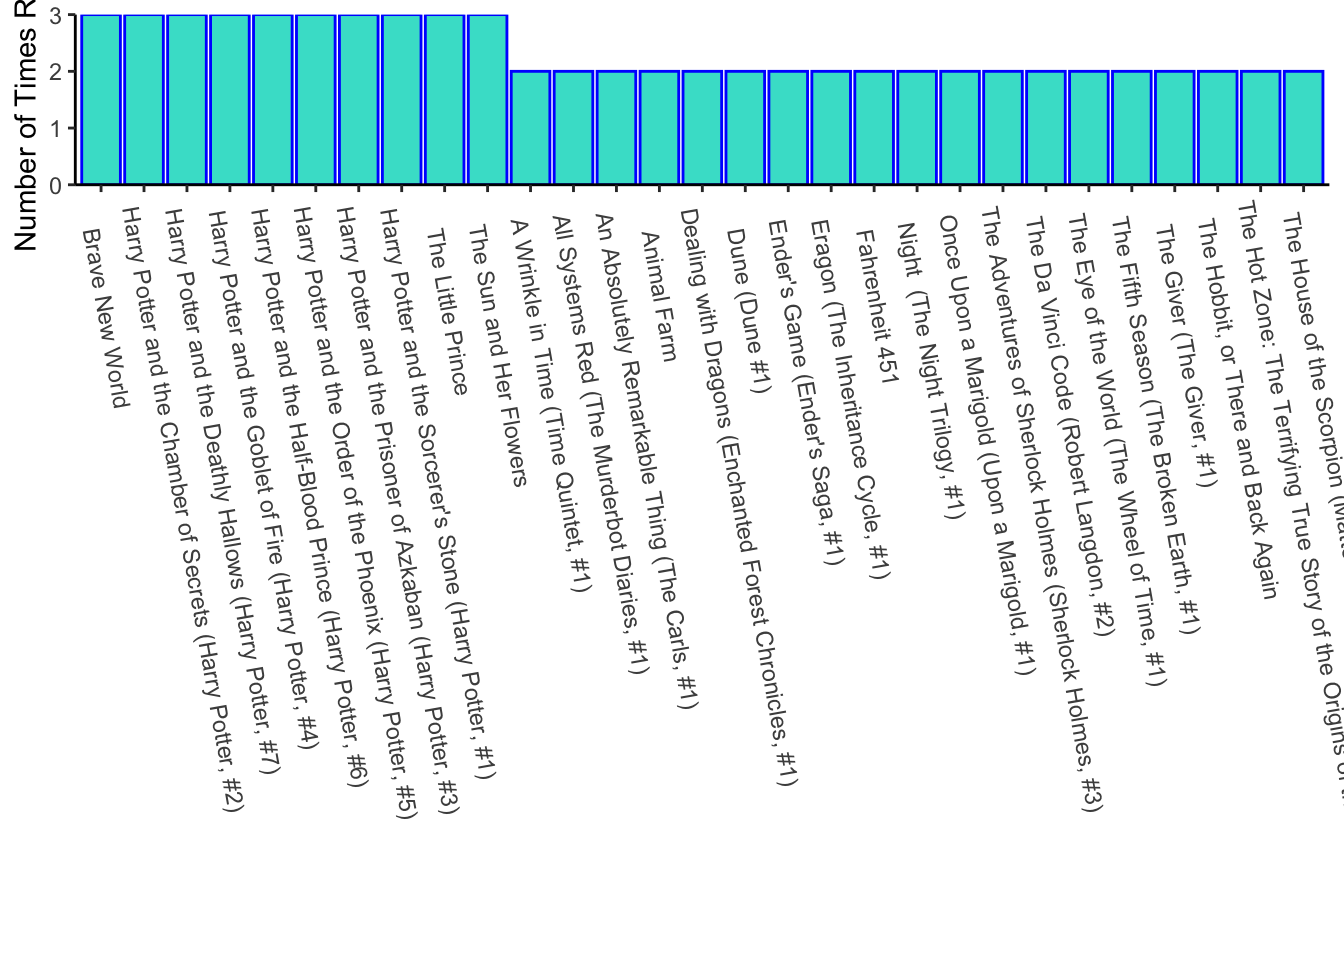 Number of Times R
3
2
1
0
Brave New World
Harry Potter and the Chamber of Secrets (Harry Potter, #2)
Harry Potter and the Deathly Hallows (Harry Potter, #7)
Harry Potter and the Goblet of Fire (Harry Potter, #4)
Harry Potter and the Half-Blood Prince (Harry Potter, #6)
Harry Potter and the Order of the Phoenix (Harry Potter, #5)
Harry Potter and the Prisoner of Azkaban (Harry Potter, #3)
Harry Potter and the Sorcerer's Stone (Harry Potter, #1)
The Little Prince
The Sun and Her Flowers
A Wrinkle in Time (Time Quintet, #1)
All Systems Red (The Murderbot Diaries, #1)
An Absolutely Remarkable Thing (The Carls, #1)
Animal Farm
Dealing with Dragons (Enchanted Forest Chronicles, #1)
Dune (Dune #1)
Ender's Game (Ender's Saga, #1)
Eragon (The Inheritance Cycle, #1)
Fahrenheit 451
Night  (The Night Trilogy, #1)
Once Upon a Marigold (Upon a Marigold, #1)
The Adventures of Sherlock Holmes (Sherlock Holmes, #3)
The Da Vinci Code (Robert Langdon, #2)
The Eye of the World (The Wheel of Time, #1)
The Fifth Season (The Broken Earth, #1)
The Giver (The Giver, #1)
The Hobbit, or There and Back Again
The Hot Zone: The Terrifying True Story of the Origins of
The House of the Scorpion